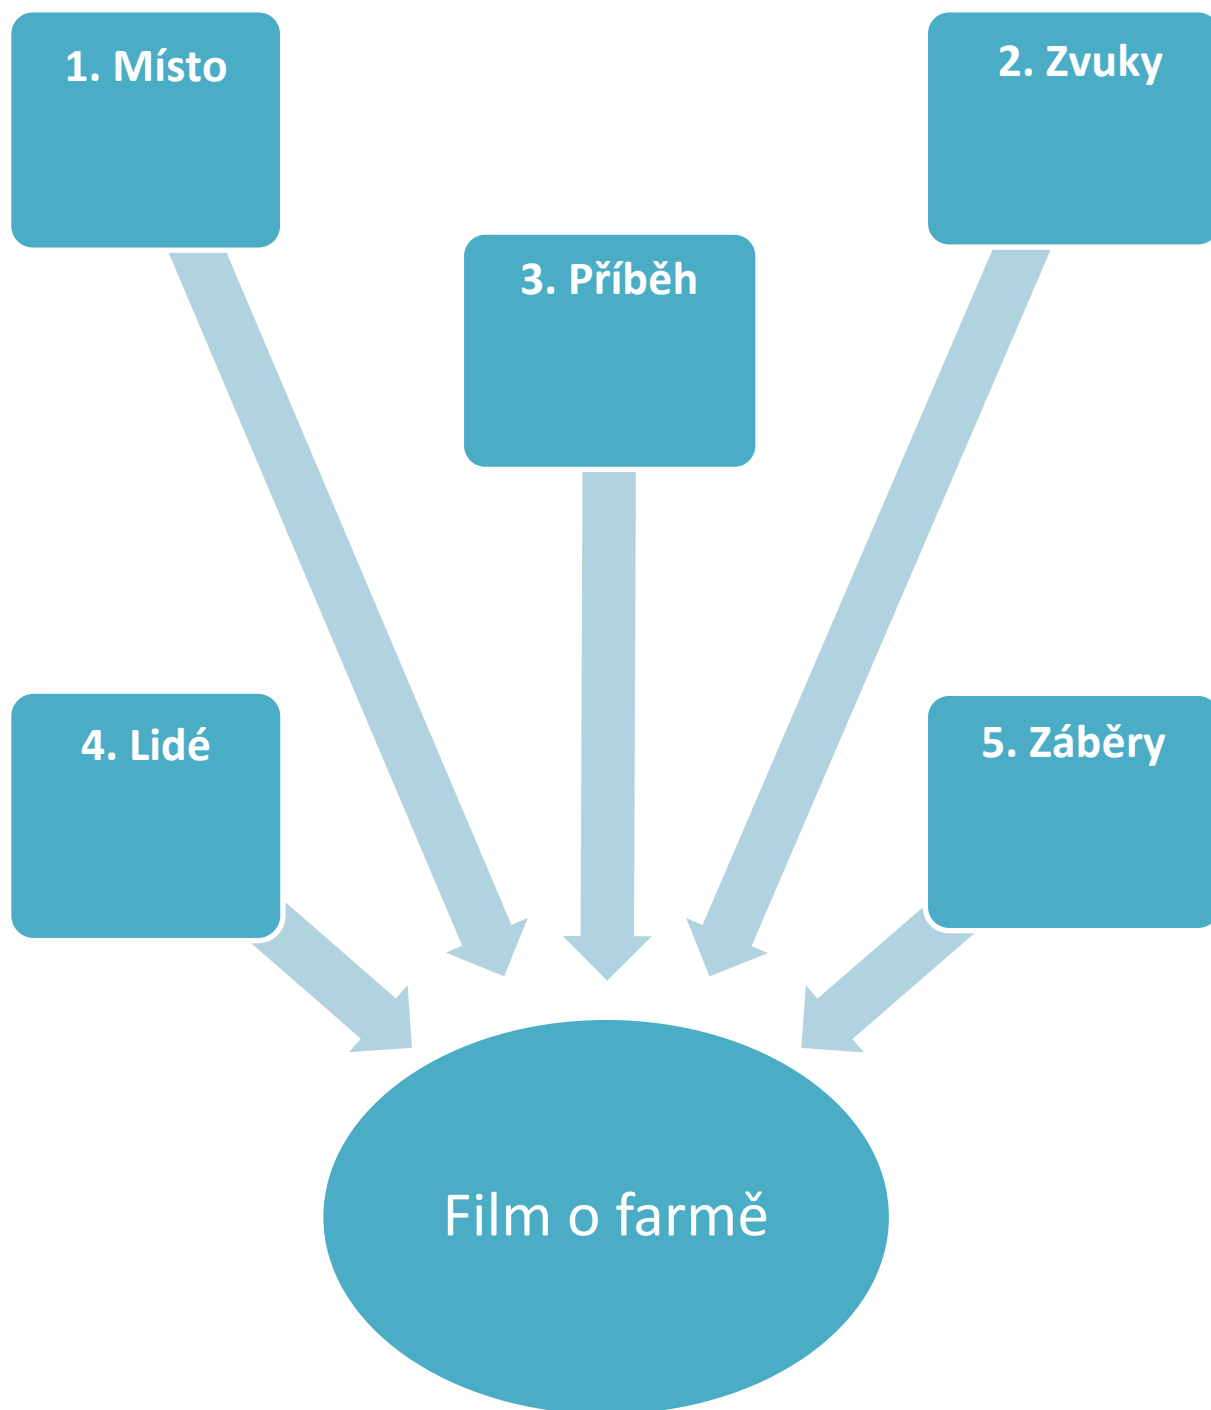 1. Místo
2. Zvuky
3. Příběh
4. Lidé
5. Záběry
Film o farmě